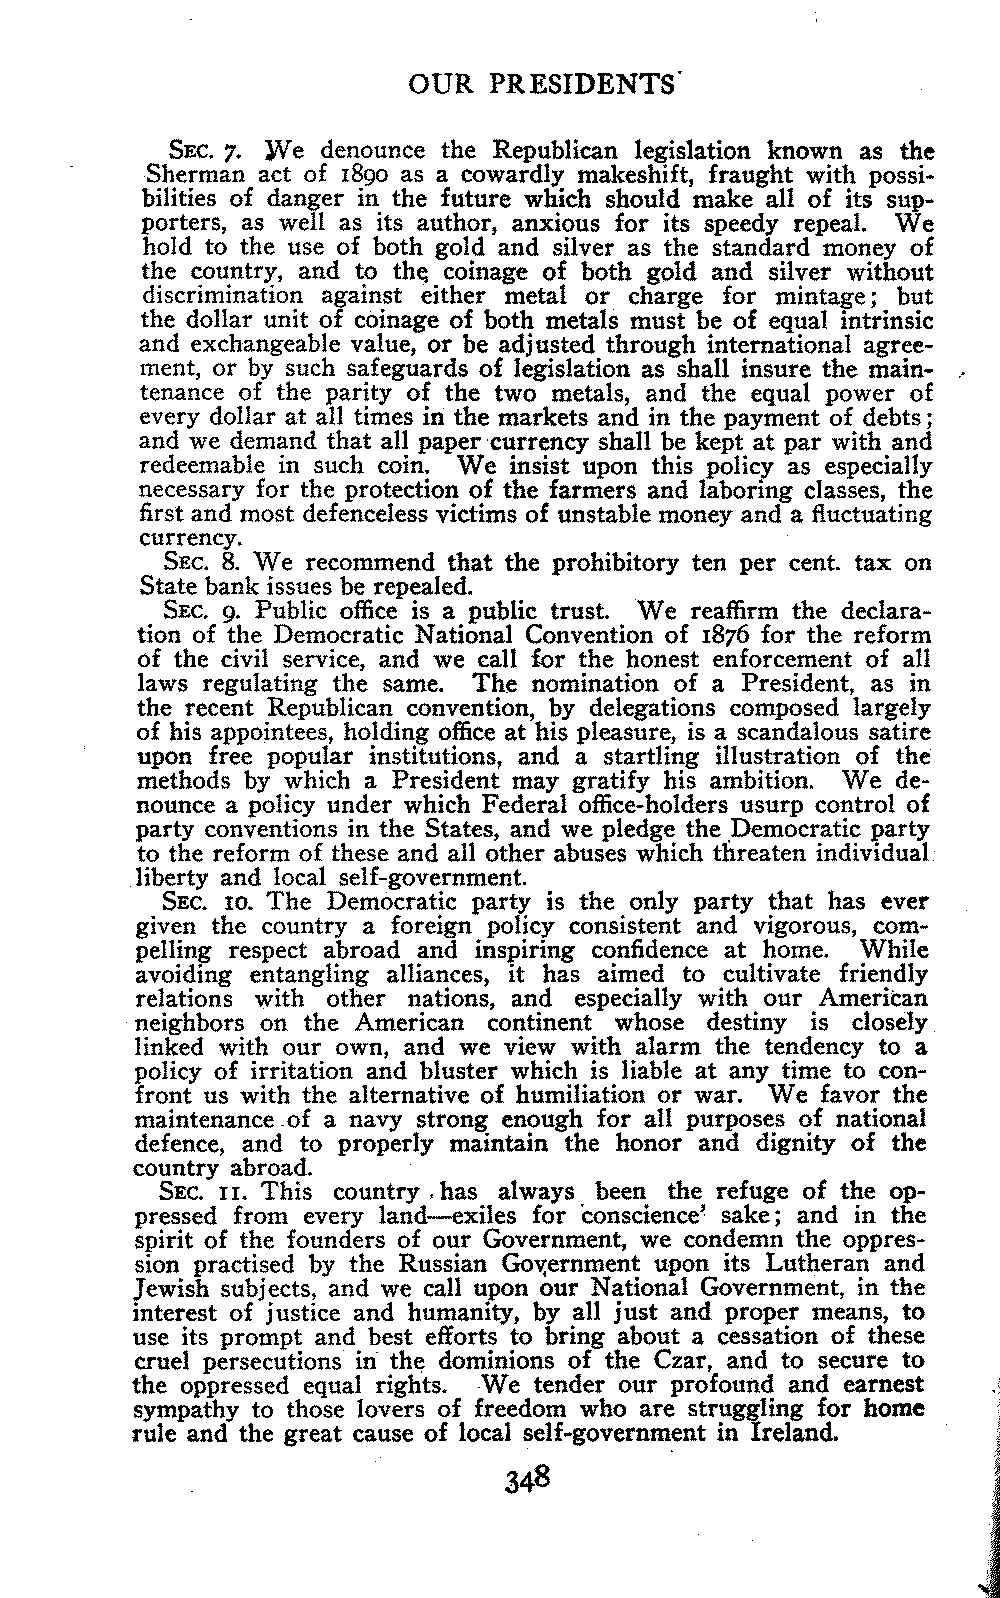 OUR PRESIDENTS
SEC. 7. We denounce the Republican legislation known as the
Sherman act of 1890 as a cowardly makeshift, fraught with possi-
bilities of danger in the future which should make all of its sup-
porters, as well as its author, anxious for its speedy repeal. We
hold to the use of both gold and silver as the standard money of
the country, and to the coinage of both gold and silver without
discrimination against either metal or charge for mintage; but
the dollar unit of coinage of both metals must be of equal intrinsic
and exchangeable value, or be adjusted through international agree-
ment, or by such safeguards of legislation as shall insure the main-
tenance of the parity of the two metals, and the equal power of
every dollar at all times in the markets and in the payment of debts;
and we demand that all paper currency shall be kept at par with and
redeemable in such coin. We insist upon this policy as especially
necessary for the protection of the farmers and laboring classes, the
first and most defenceless victims of unstable money and a fluctuating
currency.
SEC. 8. We recommend that the prohibitory ten per cent. tax on
State bank issues be repealed.
SEC. 9. Public office is a public trust. We reaffirm the declara-
tion of the Democratic National Convention of 1876 for the reform
of the civil service, and we call for the honest enforcement of all
laws regulating the same. The nomination of a President, as in
the recent Republican convention, by delegations composed largely
of his appointees, holding office at his pleasure, is a scandalous satire
upon free popular institutions, and a startling illustration of the
methods by which a President may gratify his ambition. We de-
nounce a policy under which Federal office-holders usurp control of
party conventions in the States, and we pledge the Democratic party
to the reform of these and all other abuses which threaten individual
liberty and local self-government.
SEC. 10. The Democratic party is the only party that has ever
given the country a foreign policy consistent and vigorous, com-
pelling respect abroad and inspiring confidence at home. While
avoiding entangling alliances, it has aimed to cultivate friendly
relations with other nations, and especially with our American
neighbors on the American continent whose destiny is closely
linked with our own, and we view with alarm the tendency to a
policy of irritation and bluster which is liable at any time to con-
front us with the alternative of humiliation or war. We favor the
maintenance of a navy strong enough for all purposes of national
defence, and to properly maintain the honor and dignity of the
country abroad.
SEC. 11. This country has always been the refuge of the op-
pressed from every land—exiles for conscience' sake; and in the
spirit of the founders of our Government, we condemn the oppres-
sion practised by the Russian Government upon its Lutheran and
Jewish subjects, and we call upon our National Government, in the
interest of justice and humanity, by all just and proper means, to
use its prompt and best efforts to bring about a cessation of these
cruel persecutions in the dominions of the Czar, and to secure to
the oppressed equal rights. We tender our profound and earnest
sympathy to those lovers of freedom who are struggling for home
rule and the great cause of local self-government in Ireland.
348